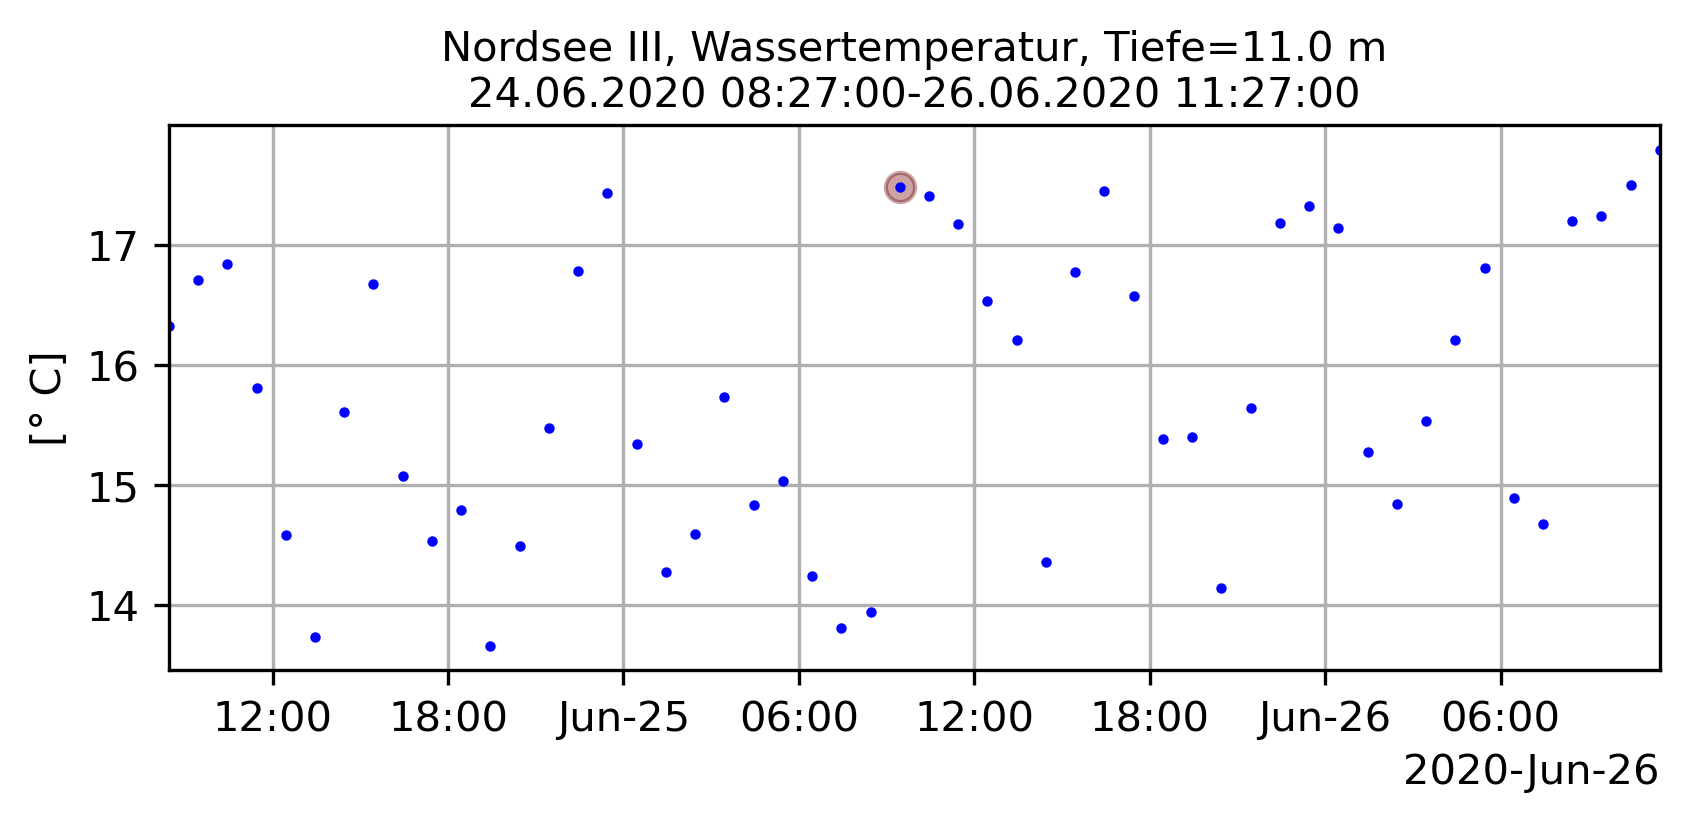 Nordsee III, Wassertemperatur, Tiefe=11.0 m
24.06.2020 08:27:00-26.06.2020 11:27:00
[° C]
17
16
15
14
12:00 18:00 Jun-25 06:00 12:00 18:00 Jun-26 06:00
2020-Jun-26